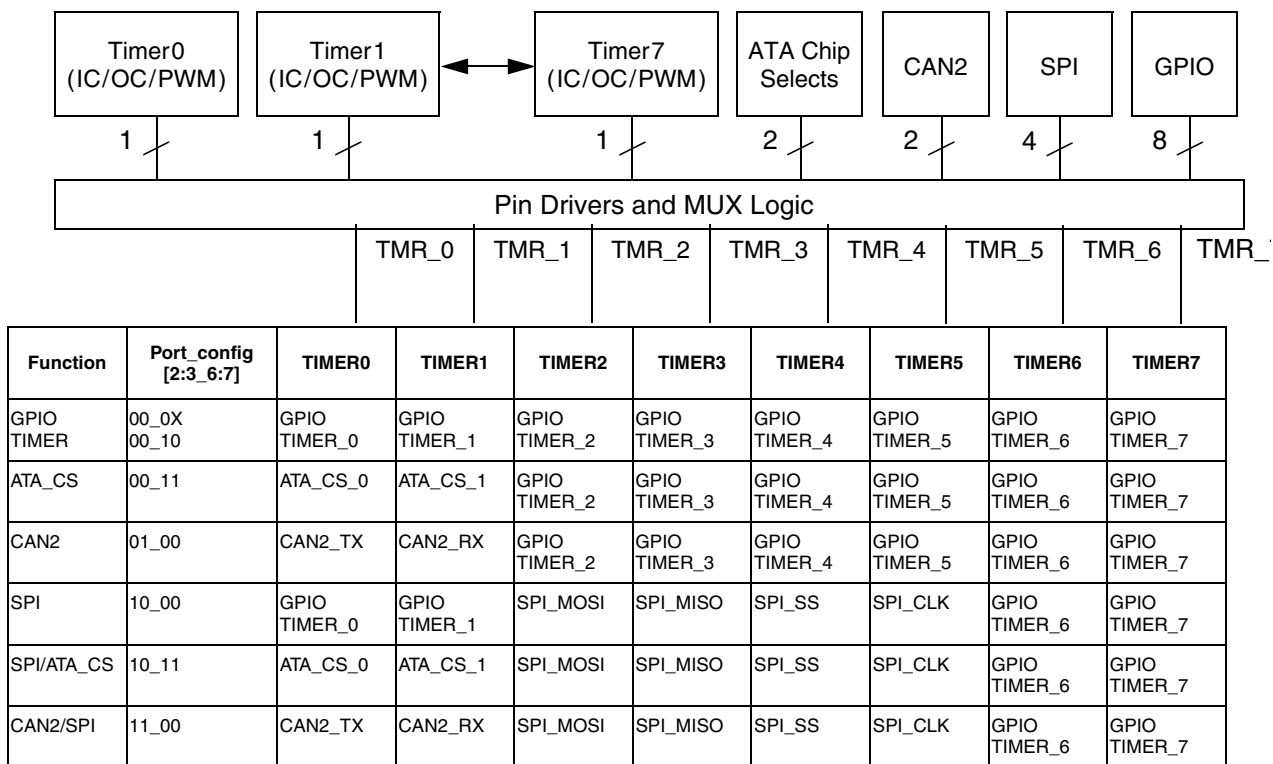 Timer0
(IC/OC/PWM)
Timer1
(IC/OC/PWM)
Timer7
(IC/OC/PWM)
ATA Chip
Selects
CAN2
SPI
GPIO
1
1
1
2
2
4
8
Pin Drivers and MUX Logic
TMR_0 TMR_1 TMR_2 TMR_3 TMR_4 TMR_5 TMR_6 TMR_
Function Port_config [2:3_6:7] TIMER0 TIMER1 TIMER2 TIMER3 TIMER4 TIMER5 TIMER6 TIMER7
GPIO 00_0X GPIO GPIO GPIO GPIO GPIO GPIO GPIO GPIO
TIMER 00_10 TIMER_0 TIMER_1 TIMER_2 TIMER_3 TIMER_4 TIMER_5 TIMER_6 TIMER_7
ATA_CS 00_11 ATA_CS_0 ATA_CS_1 GPIO GPIO GPIO GPIO GPIO GPIO
TIMER_2 TIMER_3 TIMER_4 TIMER_5 TIMER_6 TIMER_7
CAN2 01_00 CAN2_TX CAN2_RX GPIO GPIO GPIO GPIO GPIO GPIO
TIMER_2 TIMER_3 TIMER_4 TIMER_5 TIMER_6 TIMER_7
SPI 10_00 GPIO GPIO SPI_MOSI SPI_MISO SPI_SS SPI_CLK GPIO GPIO
TIMER_0 TIMER_1 TIMER_6 TIMER_7
SPI/ATA_CS 10_11 ATA_CS_0 ATA_CS_1 SPI_MOSI SPI_MISO SPI_SS SPI_CLK GPIO GPIO
TIMER_6 TIMER_7
CAN2/SPI 11_00 CAN2_TX CAN2_RX SPI_MOSI SPI_MISO SPI_SS SPI_CLK GPIO GPIO
TIMER_6 TIMER_7